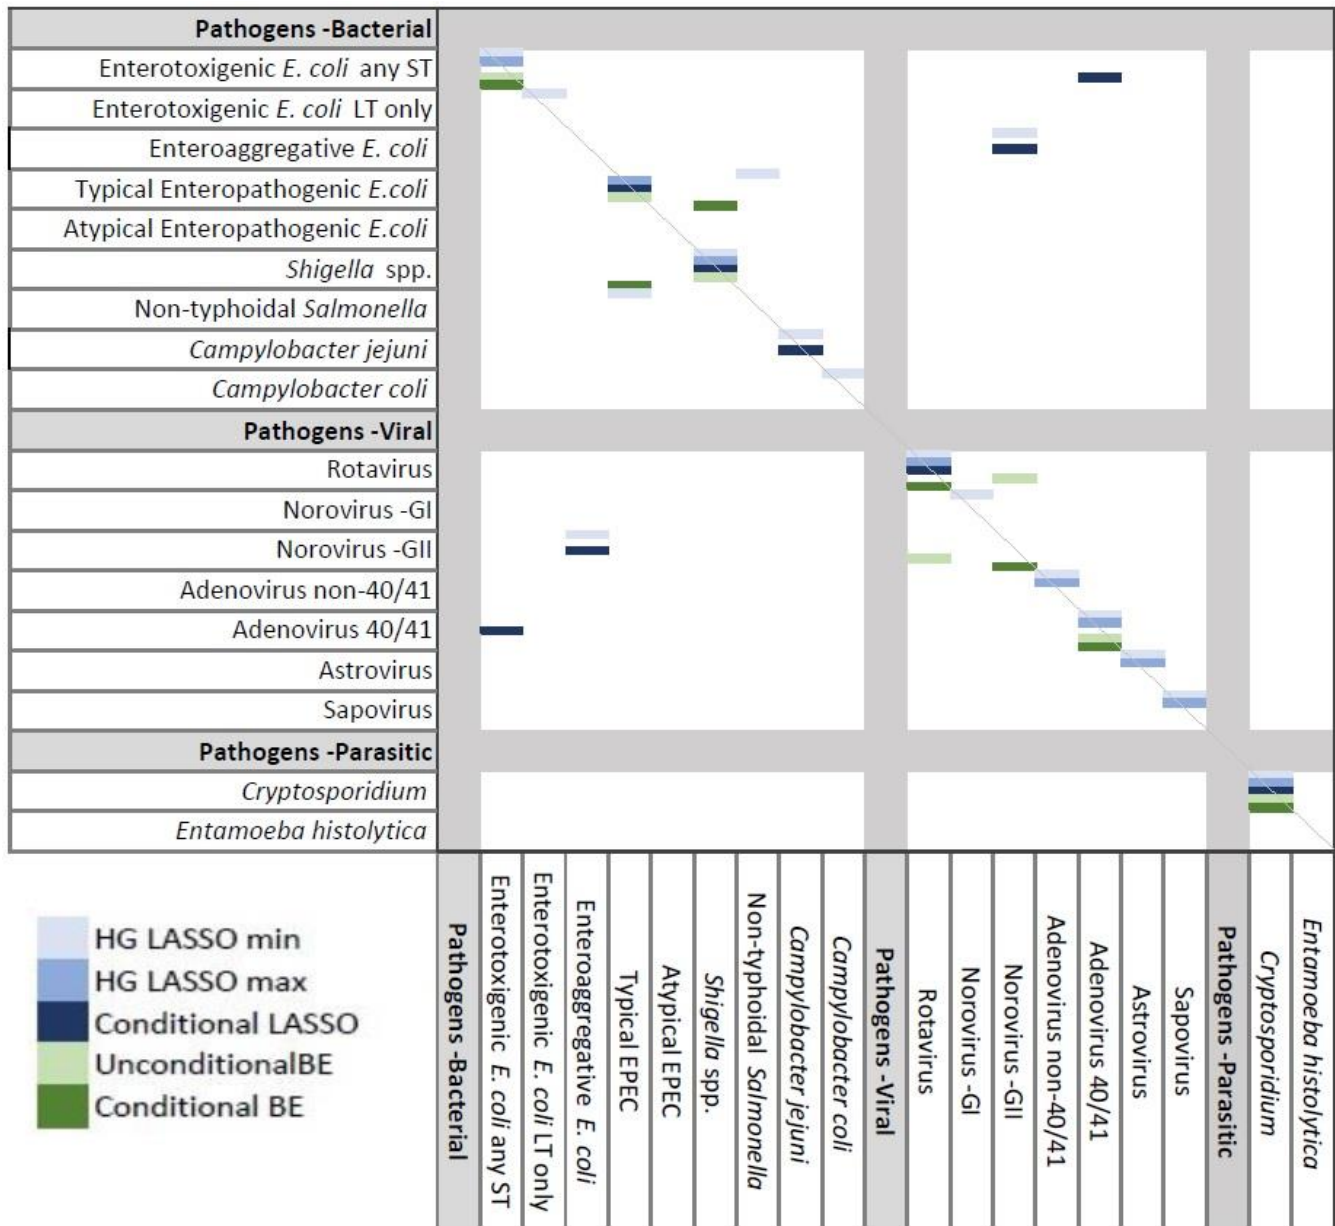 Pathogens -Bacterial
Enterotoxigenic E. coli any ST
Enterotoxigenic E. coli LT only
Enteroaggregative E. coli
Typical Enteropathogenic E.coli
Atypical Enteropathogenic E.coli
Shigella spp.
Non-typhoidal Salmonella
Campylobacter jejuni
Campylobacter coli
Pathogens -Viral
Rotavirus
Norovirus -GI
Norovirus -GII
Adenovirus non-40/41
Adenovirus 40/41
Astrovirus
Sapovirus
Pathogens -Parasitic
Cryptosporidium
Entamoeba histolytica
HG LASSO min
HG LASSO max
Conditional LASSO
UnconditionalBE
Conditional BE
Pathogens -Bacterial
Enterotoxigenic E. coli any ST
Enterotoxigenic E. coli LT only
Enteroaggregative E. coli
Typical EPEC
Atypical EPEC
Shigella spp.
Non-typhoidal Salmonella
Campylobacter jejuni
Campylobacter coli
Pathogens -Viral
Rotavirus
Norovirus -GI
Norovirus -GII
Adenovirus non-40/41
Adenovirus 40/41
Astrovirus
Sapovirus
Pathogens -Parasitic
Cryptosporidium
Entamoeba histolytica